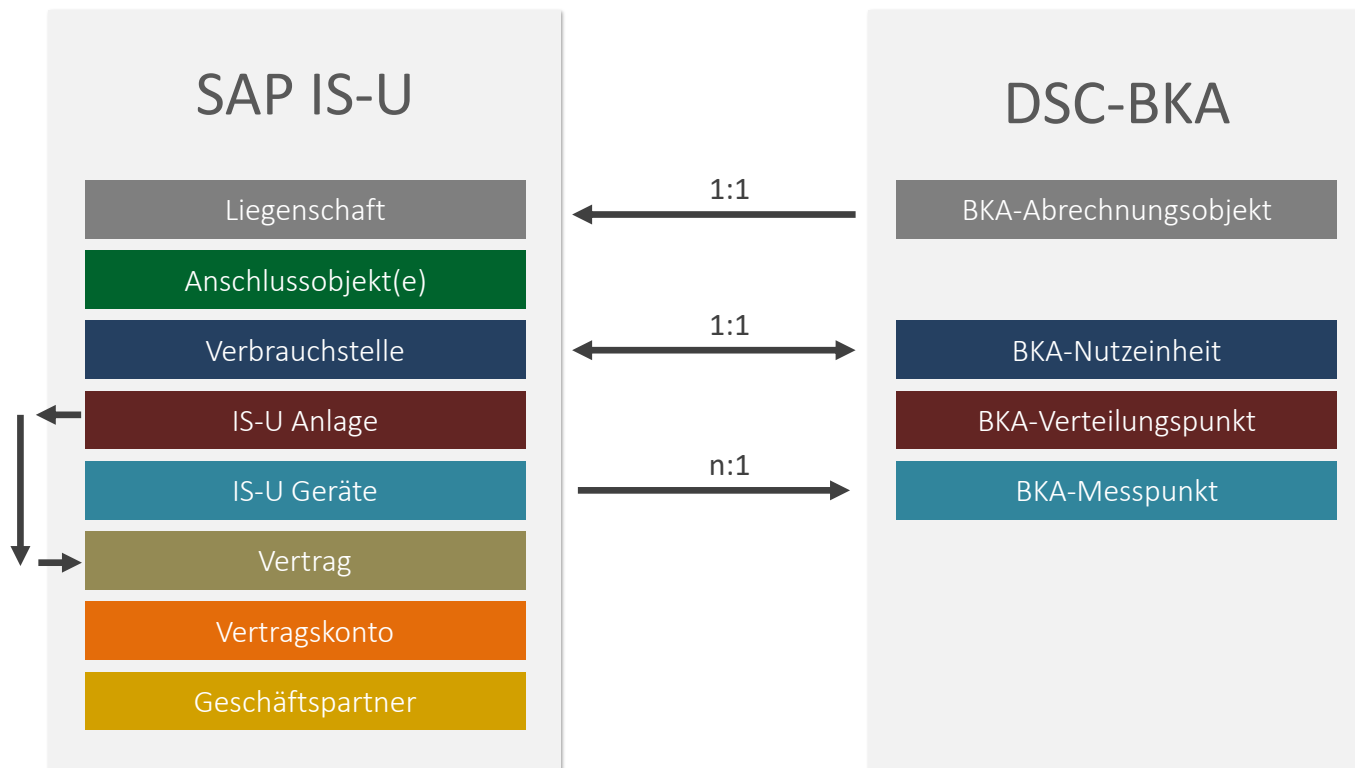 SAP IS-U
DSC-BKA
Liegenschaft
1:1
BKA-Abrechnungsobjekt
Anschlussobjekt(e)
Verbrauchstelle
1:1
BKA-Nutzeinheit
IS-U Anlage
BKA-Verteilungspunkt
IS-U Geräte
n:1
BKA-Messpunkt
Vertrag
Vertragskonto
Geschäftspartner